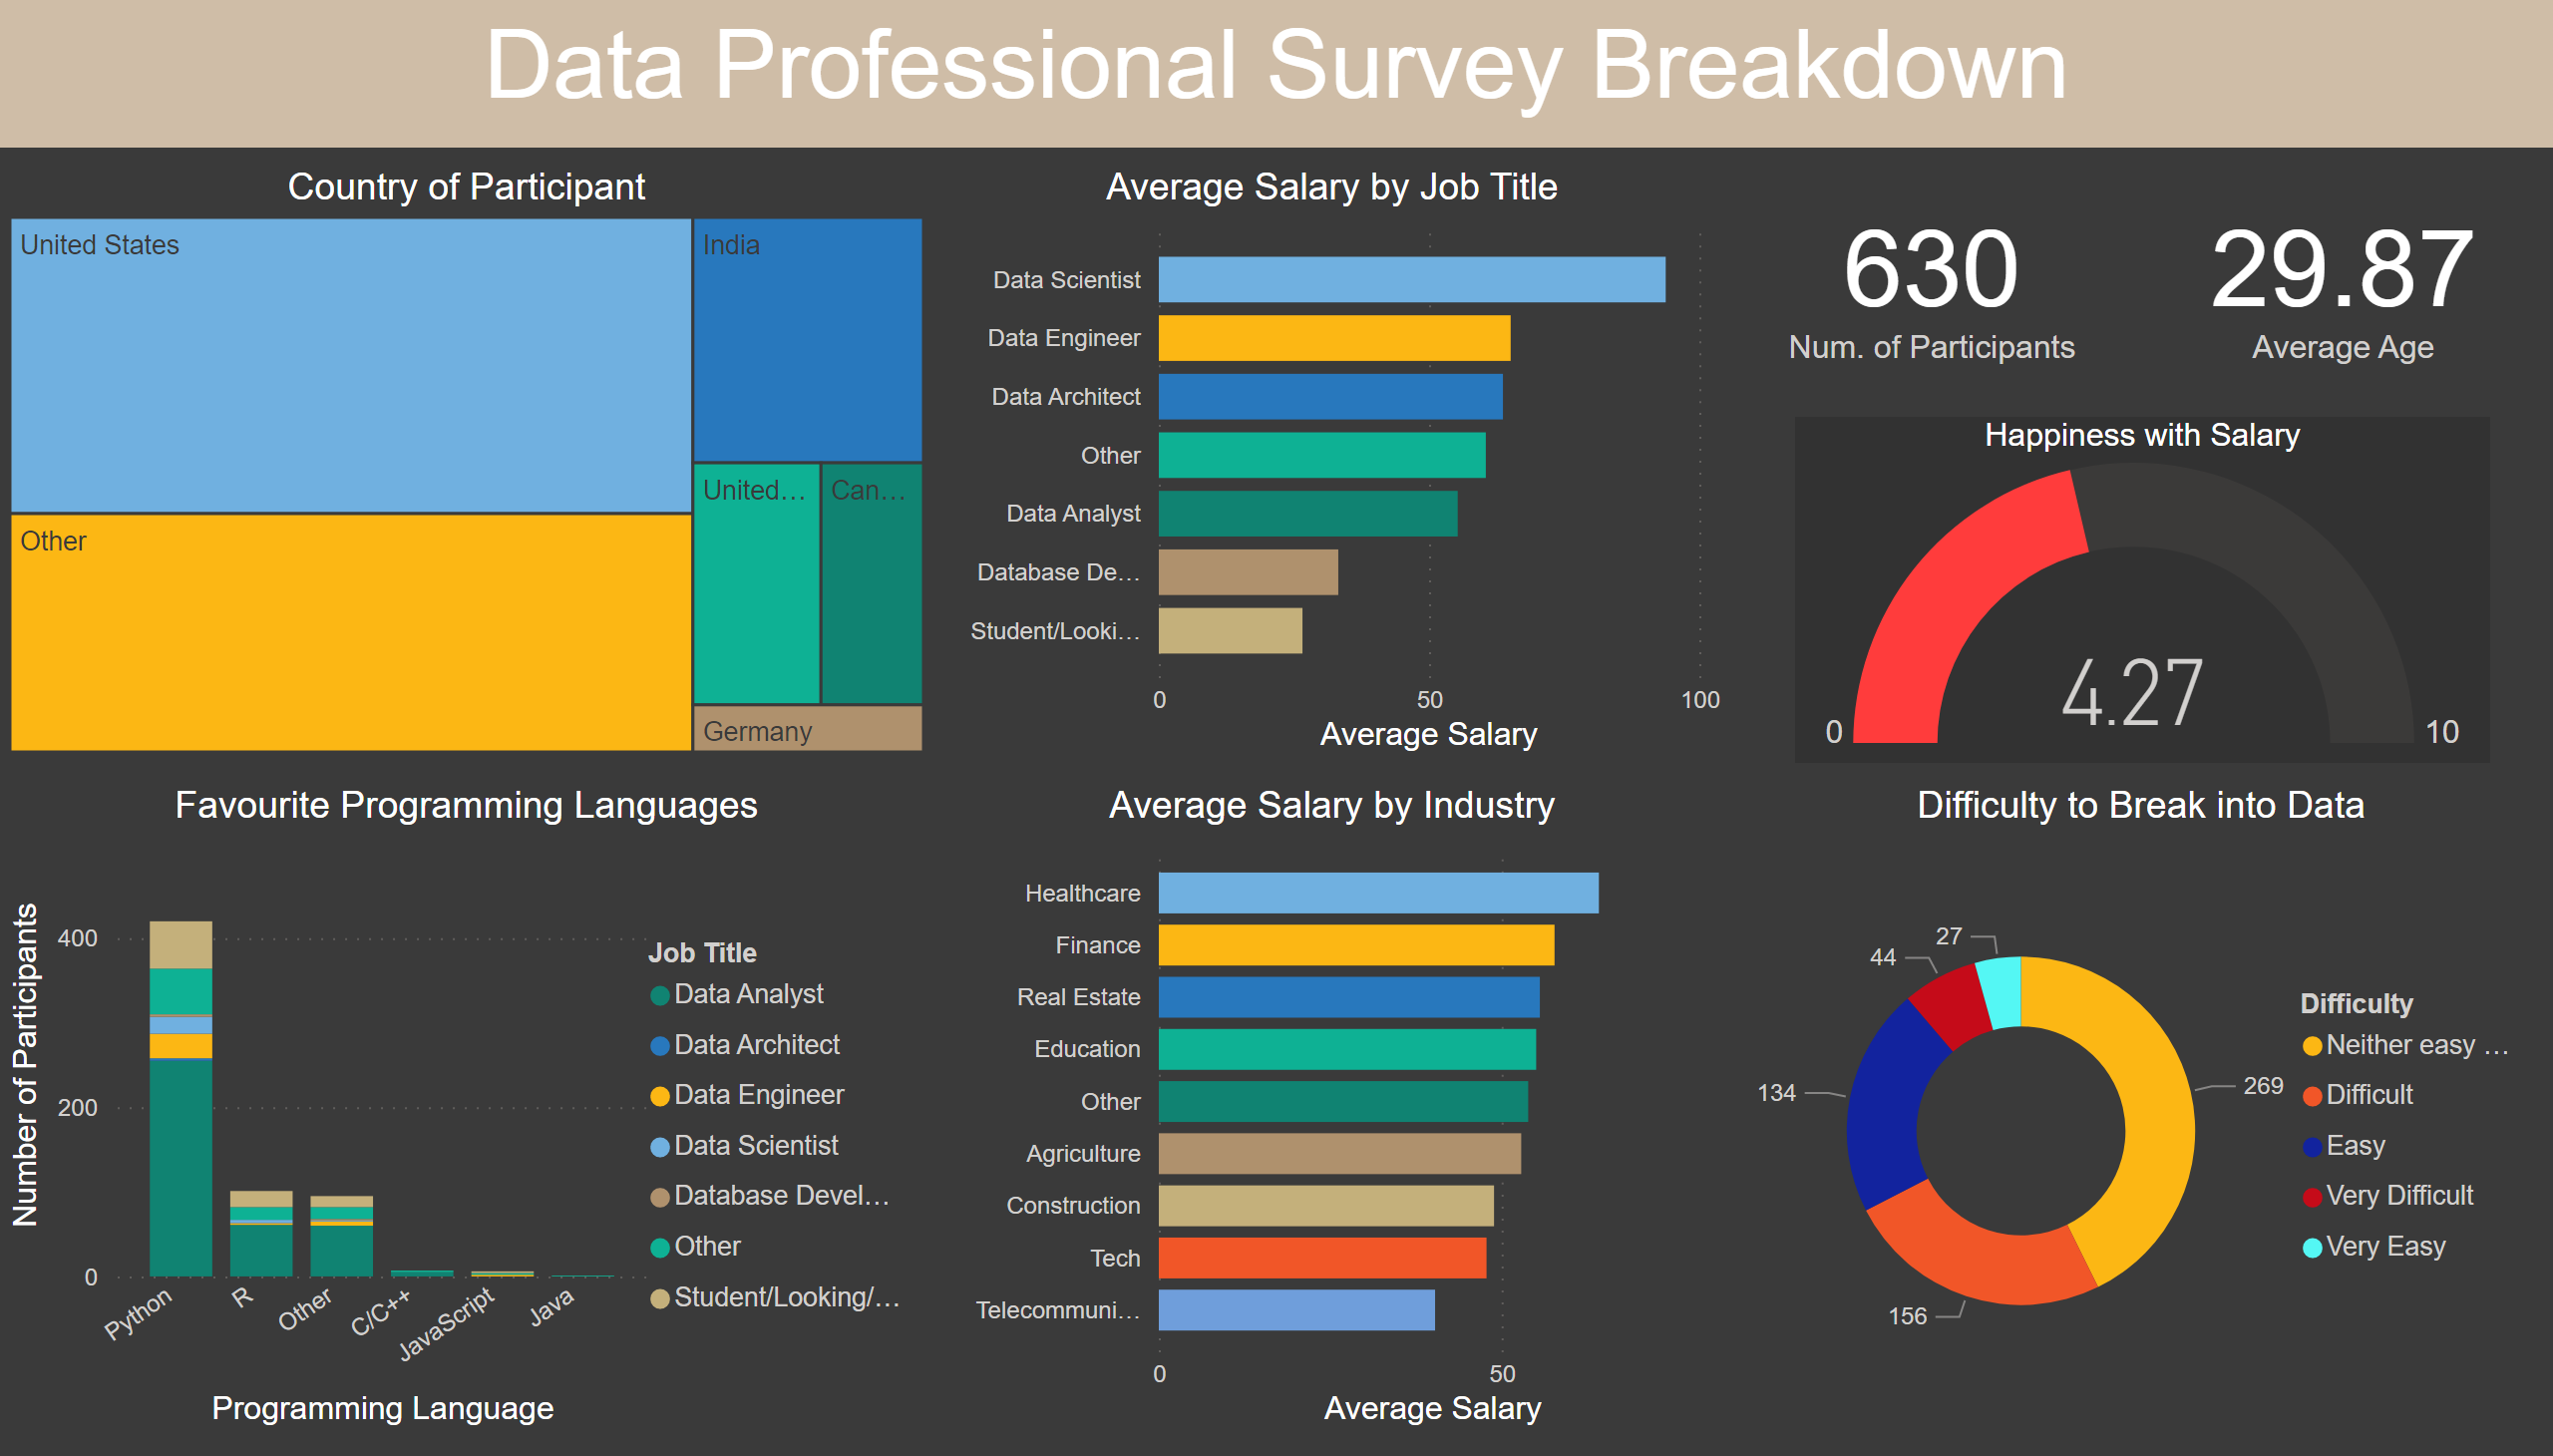 Data Professional Survey Breakdown
Country of Participant
United States
India
Other
United...
Can...
Germany
Average Salary by Job Title
Data Scientist
Data Engineer
Data Architect
Other
Data Analyst
Database De...
Student/Looki...
0 50 100
Average Salary
630
Num. of Participants
29.87
Average Age
Happiness with Salary
4.27
0 10
Favourite Programming Languages
Number of Participants
400
200
0
Python R Other C/C++ JavaScript Java
Programming Language
Job Title
Data Analyst
Data Architect
Data Engineer
Data Scientist
Database Devel...
Other
Student/Looking/...
Average Salary by Industry
Healthcare
Finance
Real Estate
Education
Other
Agriculture
Construction
Tech
Telecommuni...
0 50
Average Salary
Difficulty to Break into Data
27
44
134
269
156
Difficulty
Neither easy ...
Difficult
Easy
Very Difficult
Very Easy